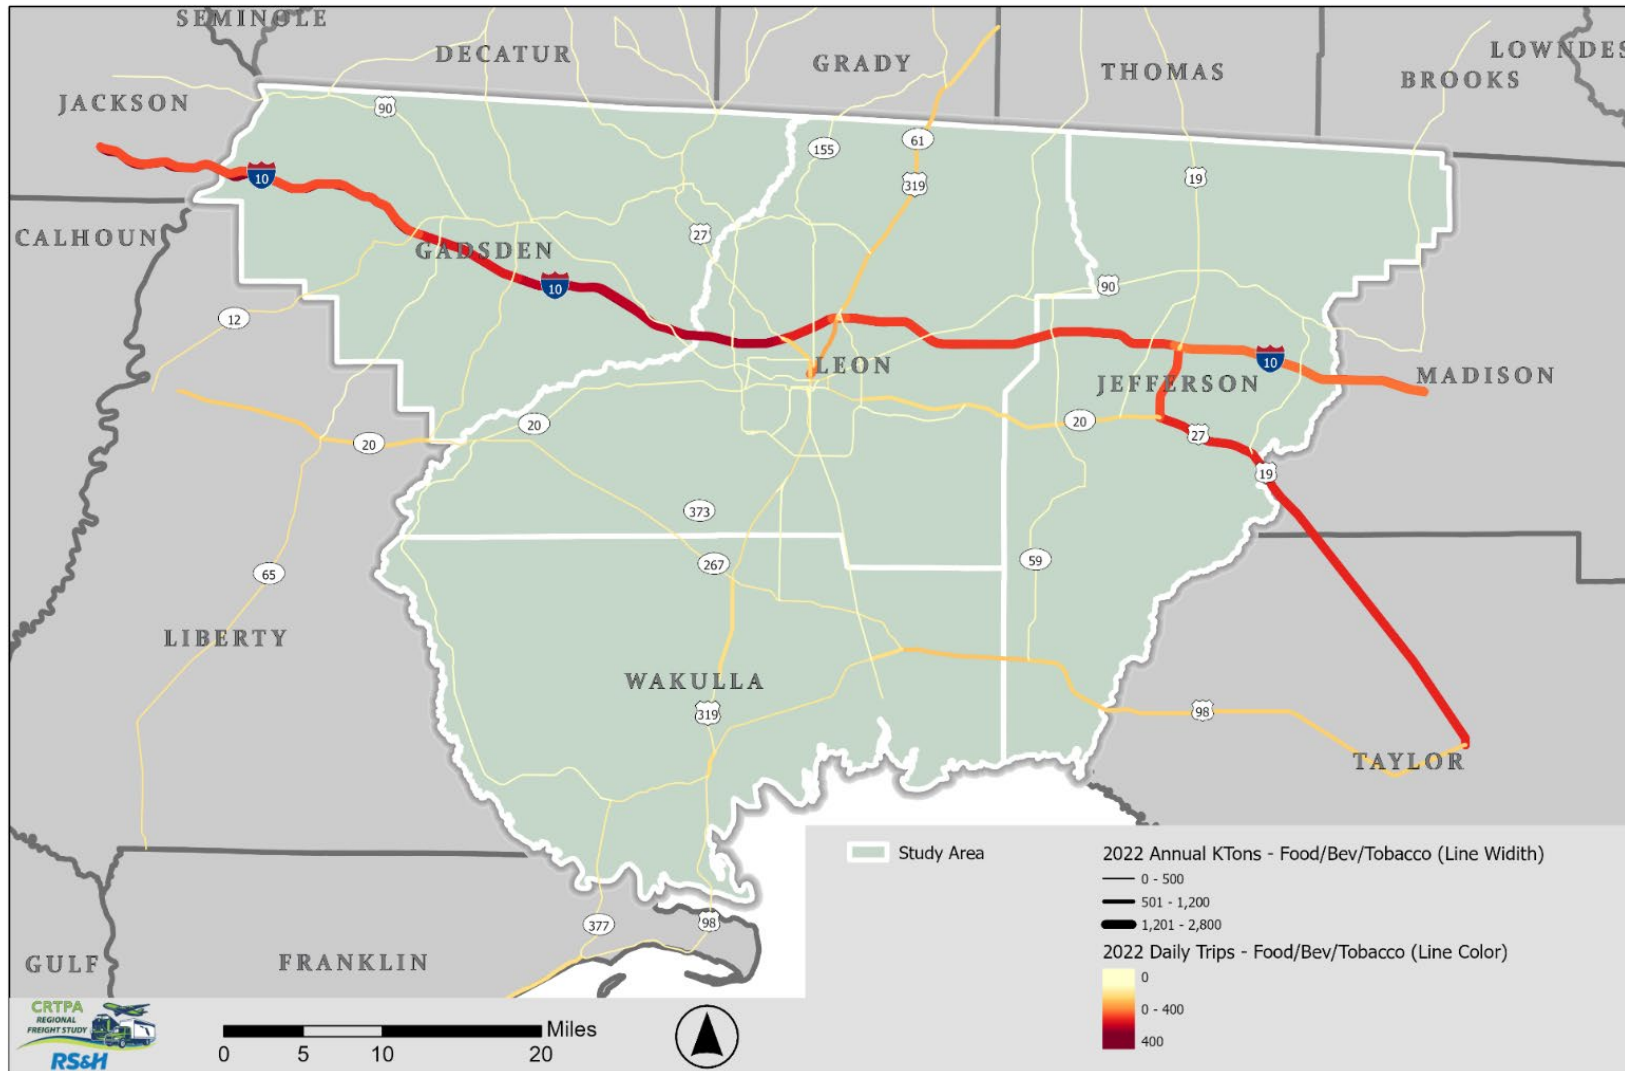 SEMINOLE
DECATUR
GRADY
THOMAS
LOWNDES
BROOKS
JACKSON
90
155
61
10
319
19
CALHOUN
27
GADSDEN
10
90
12
LEON
10
JEFFERSON
MADISON
20
20
20
27
19
373
267
59
65
LIBERTY
WAKULLA
319
98
TAYLOR
377
98
GULF
FRANKLIN
Study Area
2022 Annual KTons - Food/Bev/Tobacco (Line Widith)
0 - 500
501 - 1,200
1,201 - 2,800
2022 Daily Trips - Food/Bev/Tobacco (Line Color)
0
0 - 400
400
CRTPA
REGIONAL
FREIGHT STUDY
RS&H
Miles
0 5 10 20